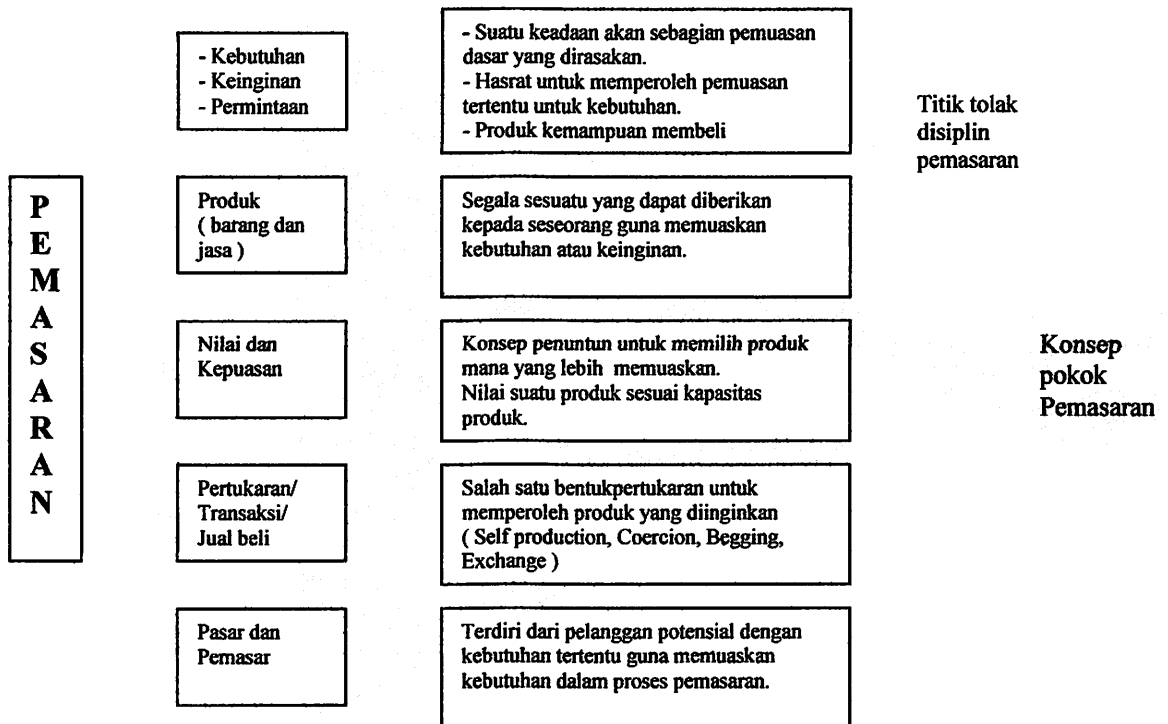 - Kebutuhan
- Keinginan
- Permintaan
- Suatu keadaan akan sebagian pemuasan
dasar yang dirasakan.
- Hasrat untuk memperoleh pemuasan
tertentu untuk kebutuhan.
- Produk kemampuan membeli
Titik tolak
disiplin
pemasaran
P
E
M
A
S
A
R
A
N
Produk
( barang dan
jasa )
Segala sesuatu yang dapat diberikan
kepada seseorang guna memuaskan
kebutuhan atau keinginan.
Nilai dan
Kepuasan
Konsep penuntun untuk memilih produk
mana yang lebih memuaskan.
Nilai suatu produk sesuai kapasitas
produk.
Konsep
pokok
Pemasaran
Pertukaran/
Transaksi/
Jual beli
Salah satu bentukpertukaran untuk
memperoleh produk yang diinginkan
( Self production, Coercion, Begging,
Exchange )
Pasar dan
Pemasar
Terdiri dari pelanggan potensial dengan
kebutuhan tertentu guna memuaskan
kebutuhan dalam proses pemasaran.